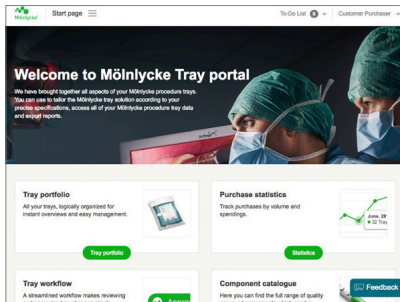 Mölnlycke
Start page
To-Do List
Customer Purchaser
Welcome to Mölnlycke Tray portal
We have brought together all aspects of your Mölnlycke procedure trays.
You can use to tailor the Mölnlycke tray solution according to your
precise specifications, access all of your Mölnlycke procedure tray data
and export reports.
Tray portfolio
All your trays, logically organized for
instant overviews and easy management.
Tray portfolio
Purchase statistics
Track purchases by volume and
spendings.
June, 28'
32 Tray
Statistics
Tray workflow
A streamlined workflow makes reviewing
Component catalogue
Here you can find the full range of quality
Feedback